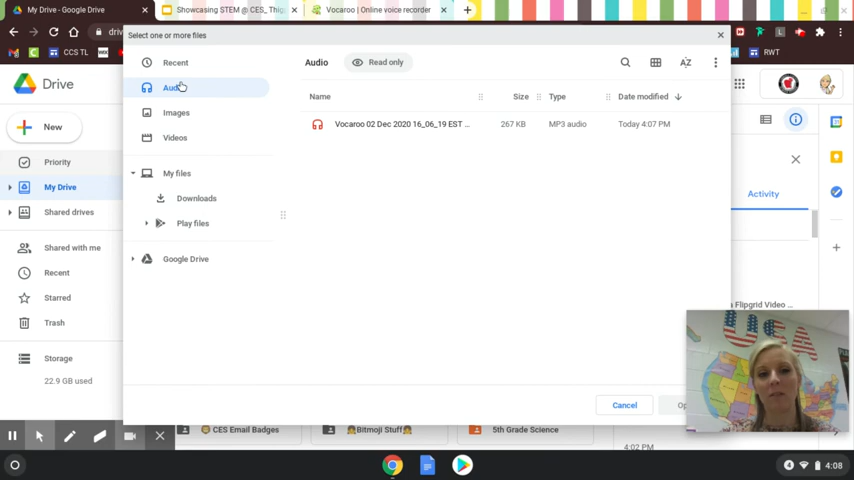 My Drive - Google Drive
Showcasing STEM @ CES_ Thig
Vocaroo | Online voice recorder
Select one or more files
CCS TL
RWT
Recent
Audio
Read only
Images
Name
Size
Type
Date modified
Videos
Vocaroo 02 Dec 2020 16_06_19 EST ...
267 KB
MP3 audio
Today 4:07 PM
My files
Downloads
Play files
Google Drive
Drive
New
Priority
My Drive
Shared drives
Shared with me
Recent
Starred
Trash
Storage
22.9 GB used
Activity
a Flipgrid Video ...
USA
Cancel
CES Email Badges
Bitmoji Stuff
5th Grade Science
4:02 PM
4
4:08